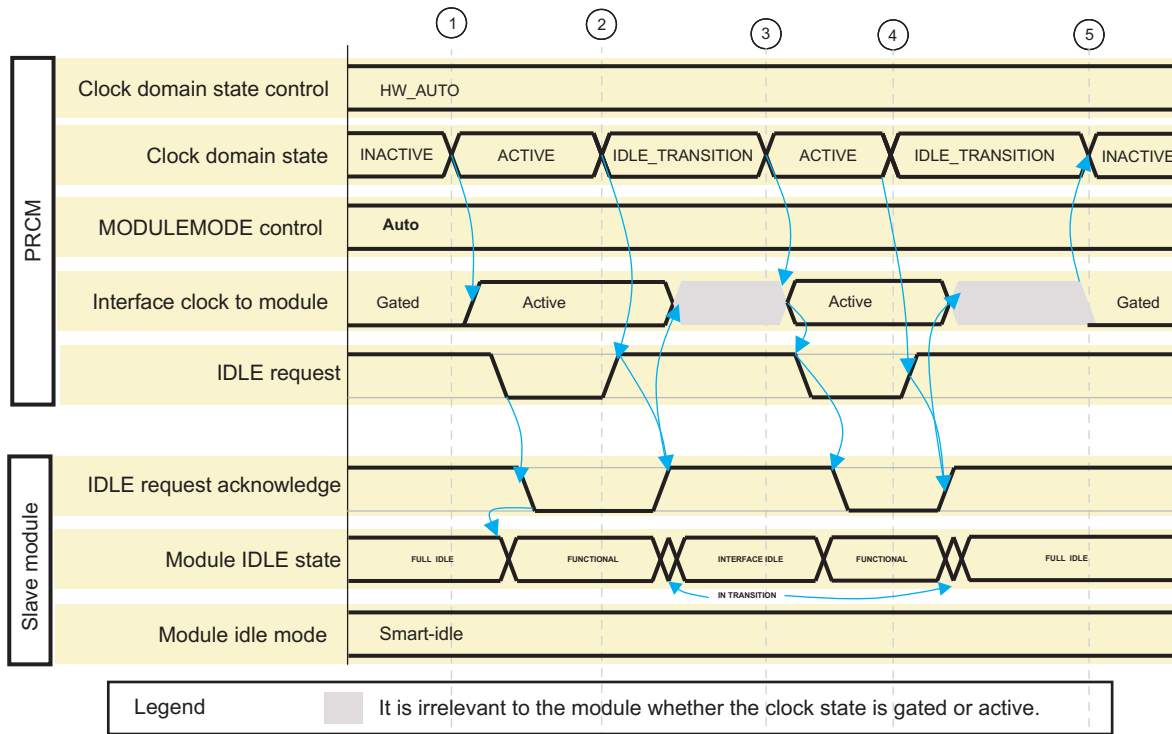 1 2 3 4 5
PRCM
Clock domain state control
HW_AUTO
Clock domain state
INACTIVE ACTIVE IDLE_TRANSITION ACTIVE IDLE_TRANSITION INACTIVE
MODULEMODE control
Auto
Interface clock to module
Gated Active Active Gated
IDLE request
Slave module
IDLE request acknowledge
Module IDLE state
FULL IDLE FUNCTIONAL INTERFACE IDLE FUNCTIONAL FULL IDLE
IN TRANSITION
Module idle mode
Smart-idle
Legend
It is irrelevant to the module whether the clock state is gated or active.